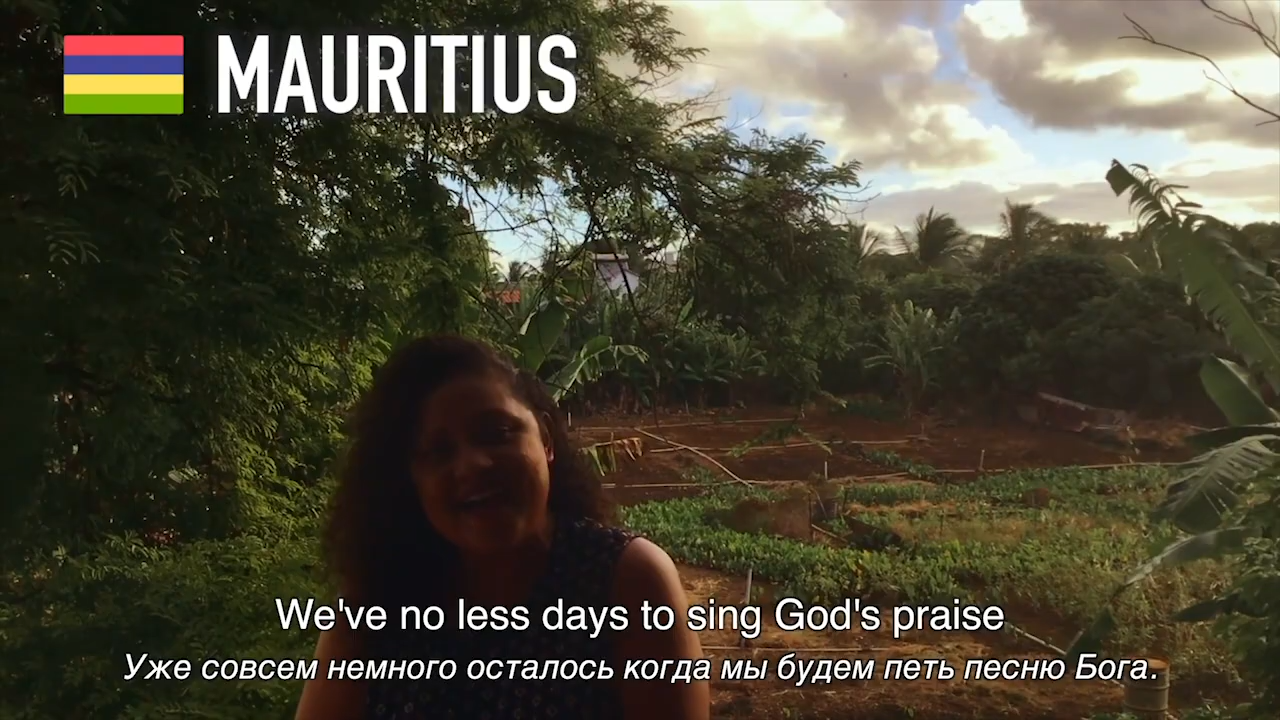 MAURITIUS
We've no less days to sing God's praise
Уже совсем немного осталось когда мы будем петь песню Бога.